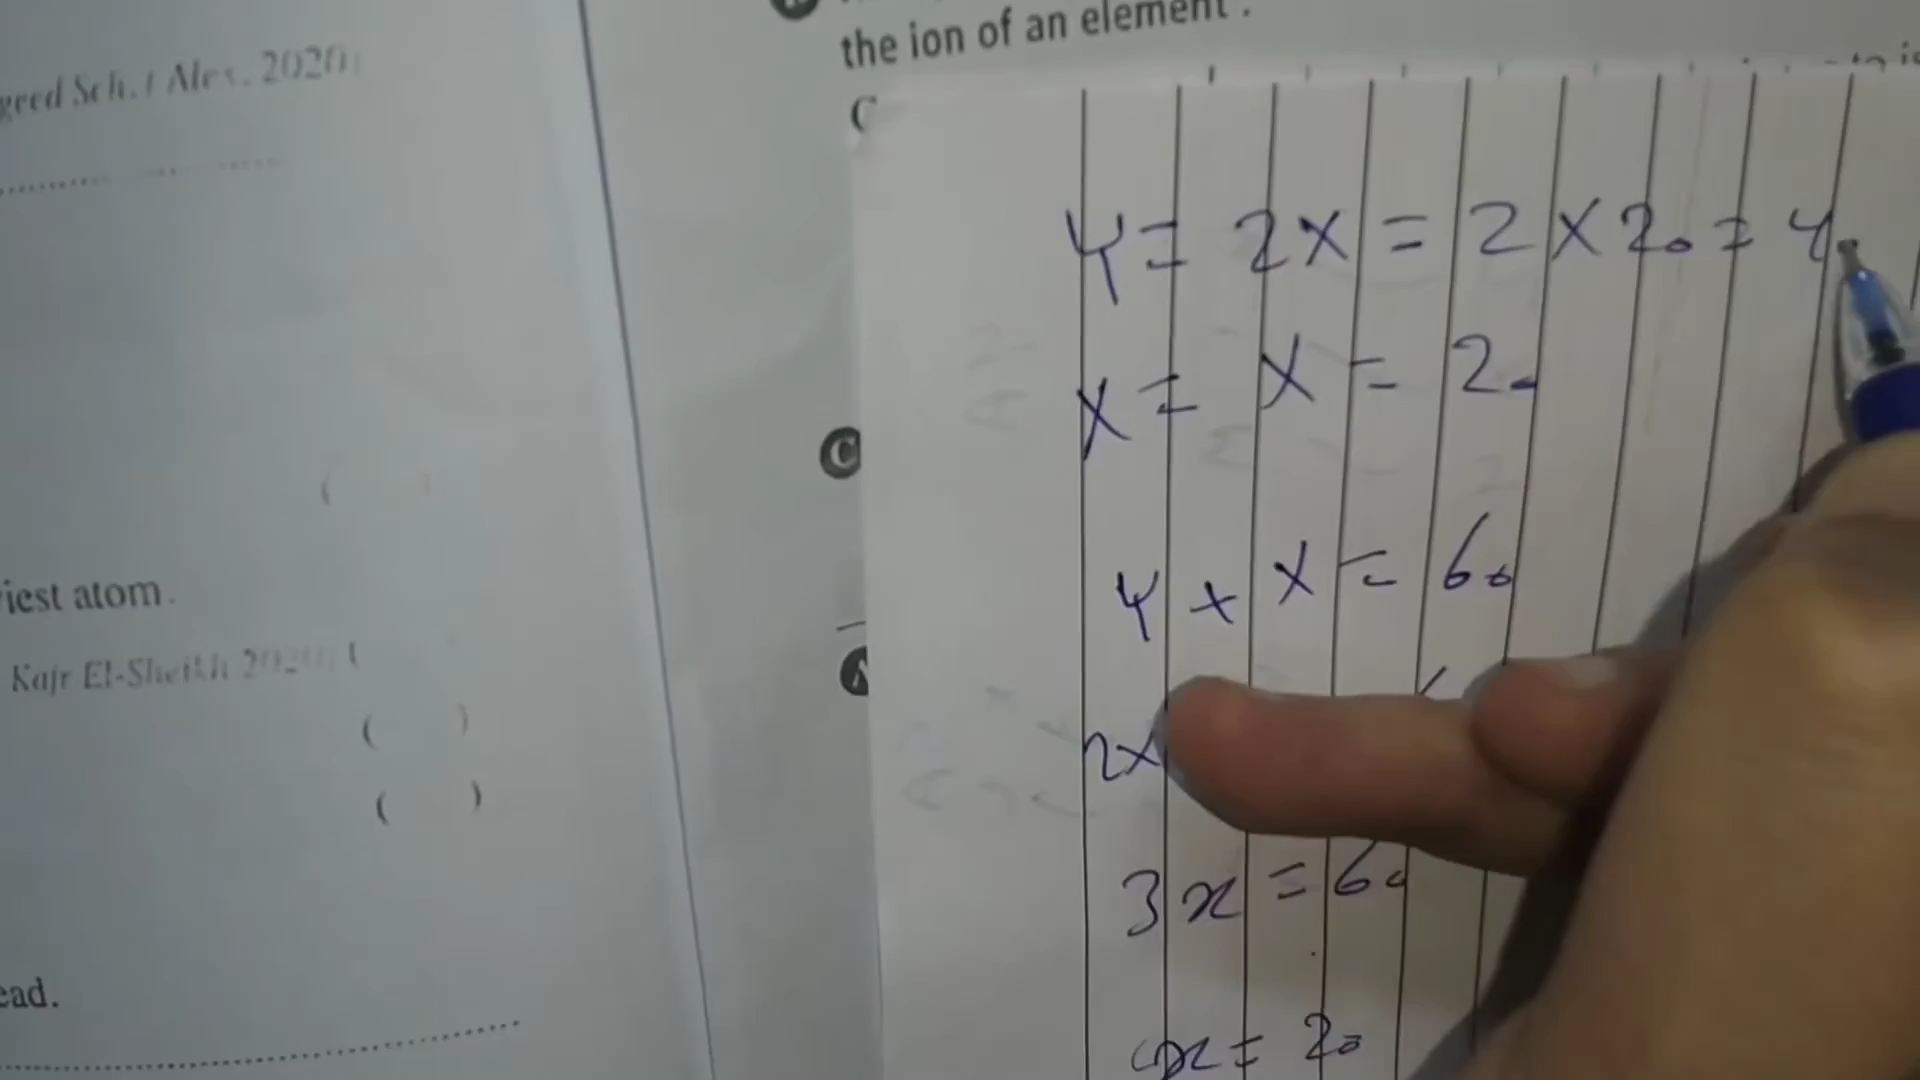 Sch. ( Alex. 2020)
( )
iest atom.
Kafr El-Sheikh 2020) (
( )
( )
ead.
the ion of an element .
C
C
Y = 2X = 2 X 20 = 40
X = X = 20
Y + X = 60
2X
3x = 60
x = 20